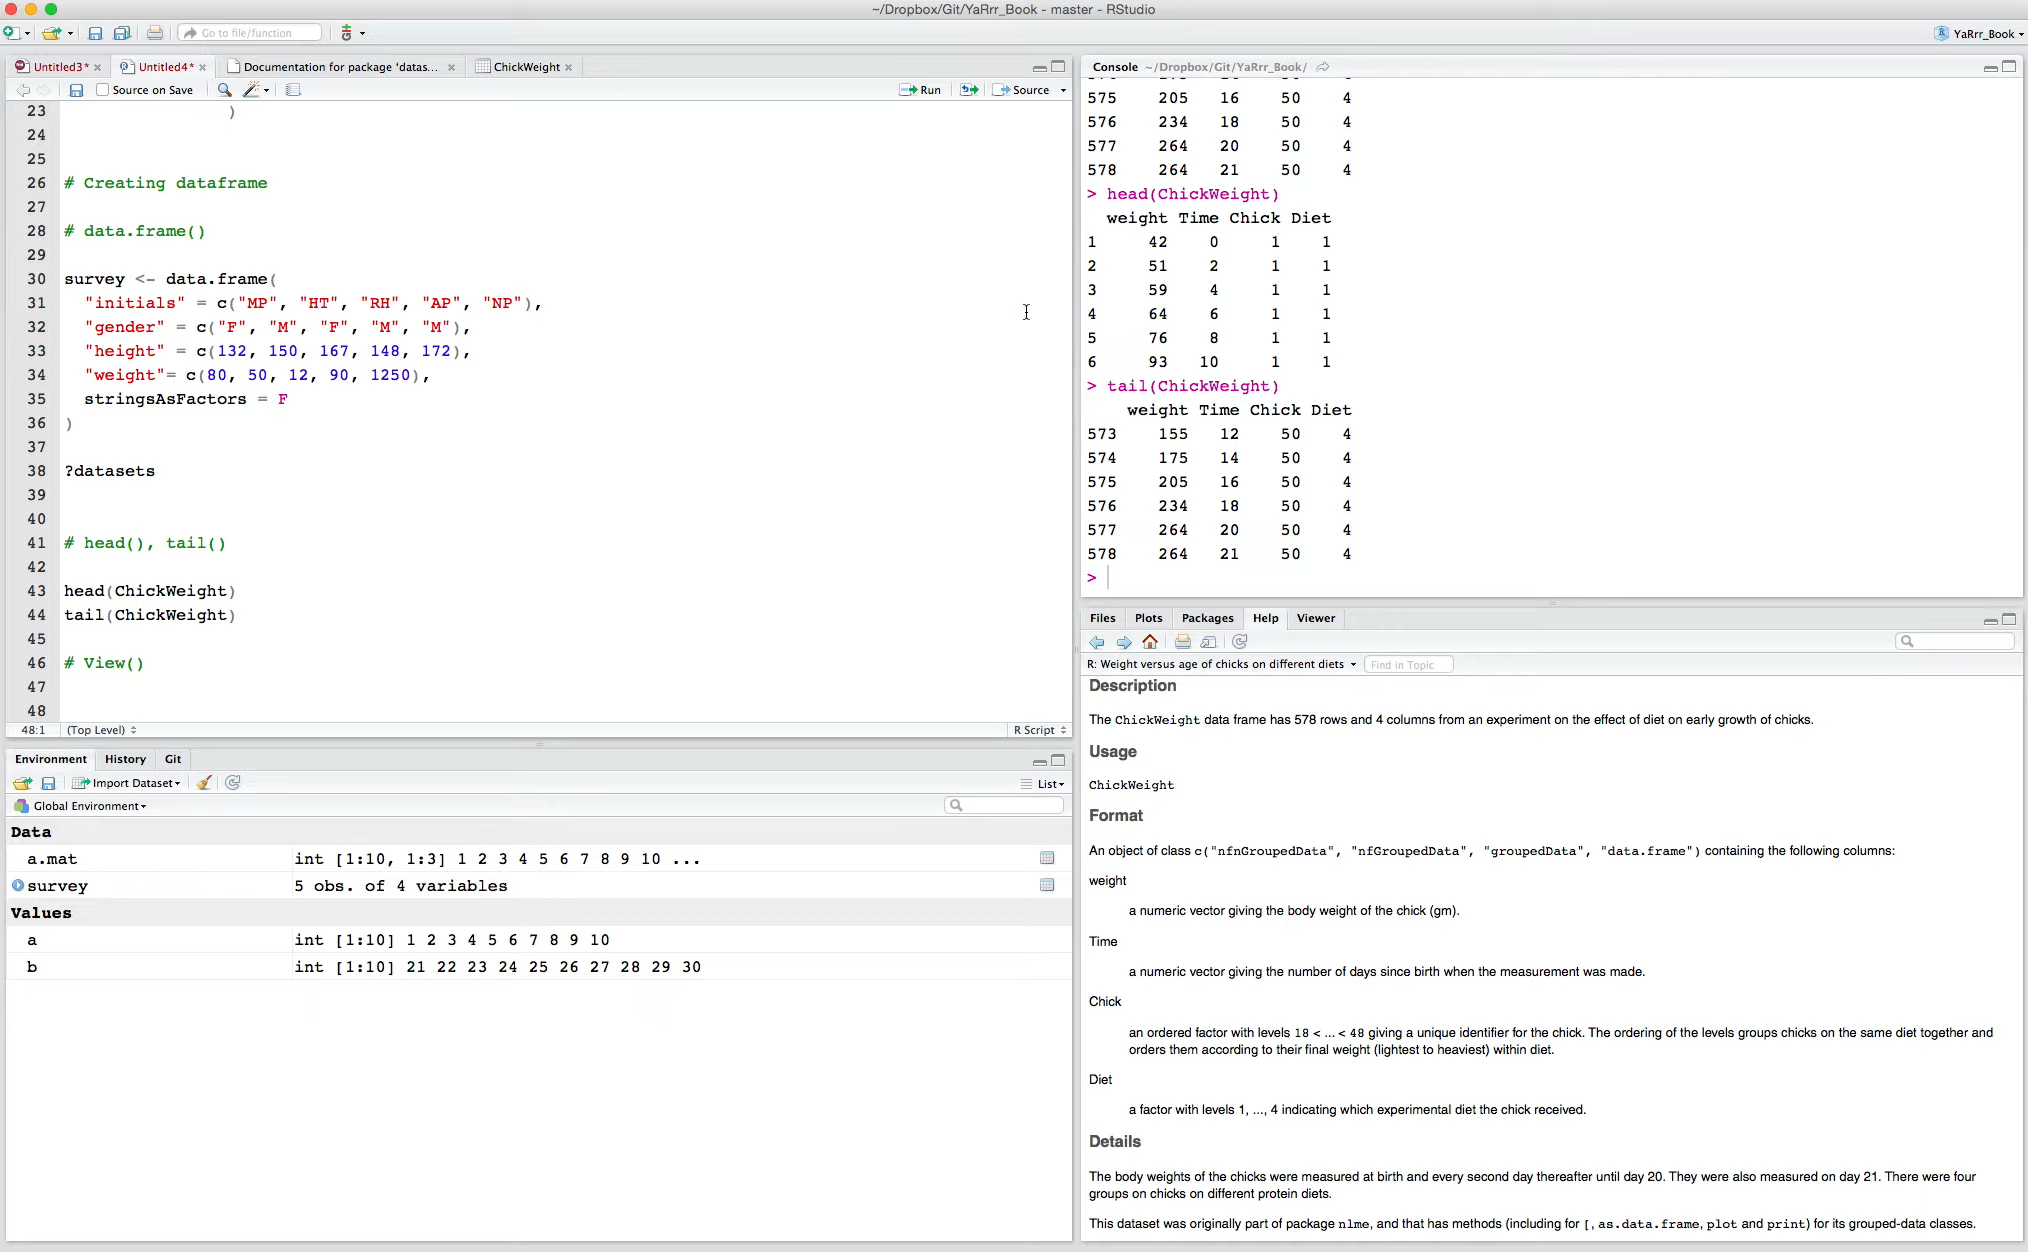 ~/Dropbox/Git/YaRrr_Book - master - RStudio
Go to file/function
YaRrr_Book
Untitled3* Untitled4* Documentation for package 'datas... ChickWeight
Source on Save Run Source
23 )
24
25
26 # Creating dataframe
27
28 # data.frame()
29
30 survey <- data.frame(
31 "initials" = c("MP", "HT", "RH", "AP", "NP"),
32 "gender" = c("F", "M", "F", "M", "M"),
33 "height" = c(132, 150, 167, 148, 172),
34 "weight"= c(80, 50, 12, 90, 1250),
35 stringsAsFactors = F
36 )
37
38 ?datasets
39
40
41 # head(), tail()
42
43 head(ChickWeight)
44 tail(ChickWeight)
45
46 # View()
47
48
48:1 (Top Level) R Script
Environment History Git
Import Dataset List
Global Environment
Data
a.mat int [1:10, 1:3] 1 2 3 4 5 6 7 8 9 10 ...
survey 5 obs. of 4 variables
Values
a int [1:10] 1 2 3 4 5 6 7 8 9 10
b int [1:10] 21 22 23 24 25 26 27 28 29 30
Console ~/Dropbox/Git/YaRrr_Book/
575 205 16 50 4
576 234 18 50 4
577 264 20 50 4
578 264 21 50 4
> head(ChickWeight)
weight Time Chick Diet
1 42 0 1 1
2 51 2 1 1
3 59 4 1 1
4 64 6 1 1
5 76 8 1 1
6 93 10 1 1
> tail(ChickWeight)
weight Time Chick Diet
573 155 12 50 4
574 175 14 50 4
575 205 16 50 4
576 234 18 50 4
577 264 20 50 4
578 264 21 50 4
>
Files Plots Packages Help Viewer
R: Weight versus age of chicks on different diets Find in Topic
Description
The ChickWeight data frame has 578 rows and 4 columns from an experiment on the effect of diet on early growth of chicks.
Usage
ChickWeight
Format
An object of class c("nfnGroupedData", "nfGroupedData", "groupedData", "data.frame") containing the following columns:
weight
a numeric vector giving the body weight of the chick (gm).
Time
a numeric vector giving the number of days since birth when the measurement was made.
Chick
an ordered factor with levels 18 < ... < 48 giving a unique identifier for the chick. The ordering of the levels groups chicks on the same diet together and
orders them according to their final weight (lightest to heaviest) within diet.
Diet
a factor with levels 1, ..., 4 indicating which experimental diet the chick received.
Details
The body weights of the chicks were measured at birth and every second day thereafter until day 20. They were also measured on day 21. There were four
groups on chicks on different protein diets.
This dataset was originally part of package nlme, and that has methods (including for [, as.data.frame, plot and print) for its grouped-data classes.